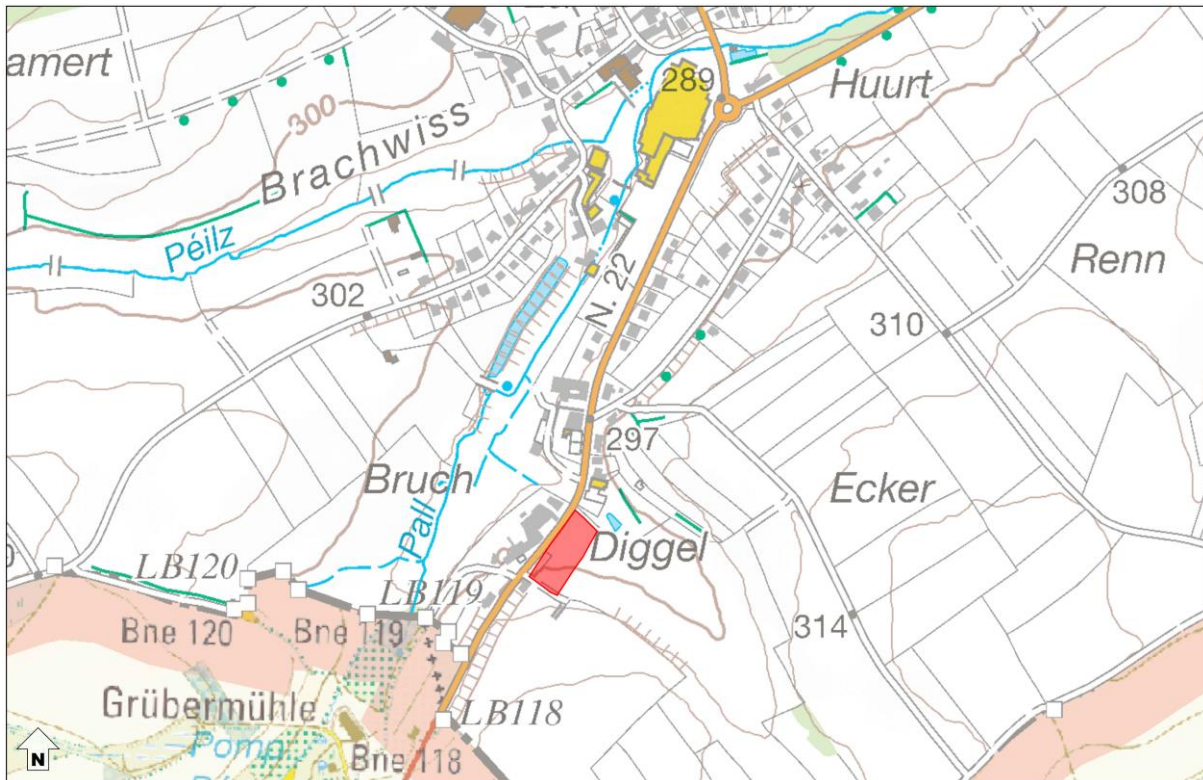 amert
289
Huurt
300
Brachwiss
308
Péilz
N. 22
Renn
302
310
297
Bruch
Ecker
Pall
Diggel
LB120
LB119
314
Bne 120
Bne 119
Grübermühle
LB118
Bne 118
N